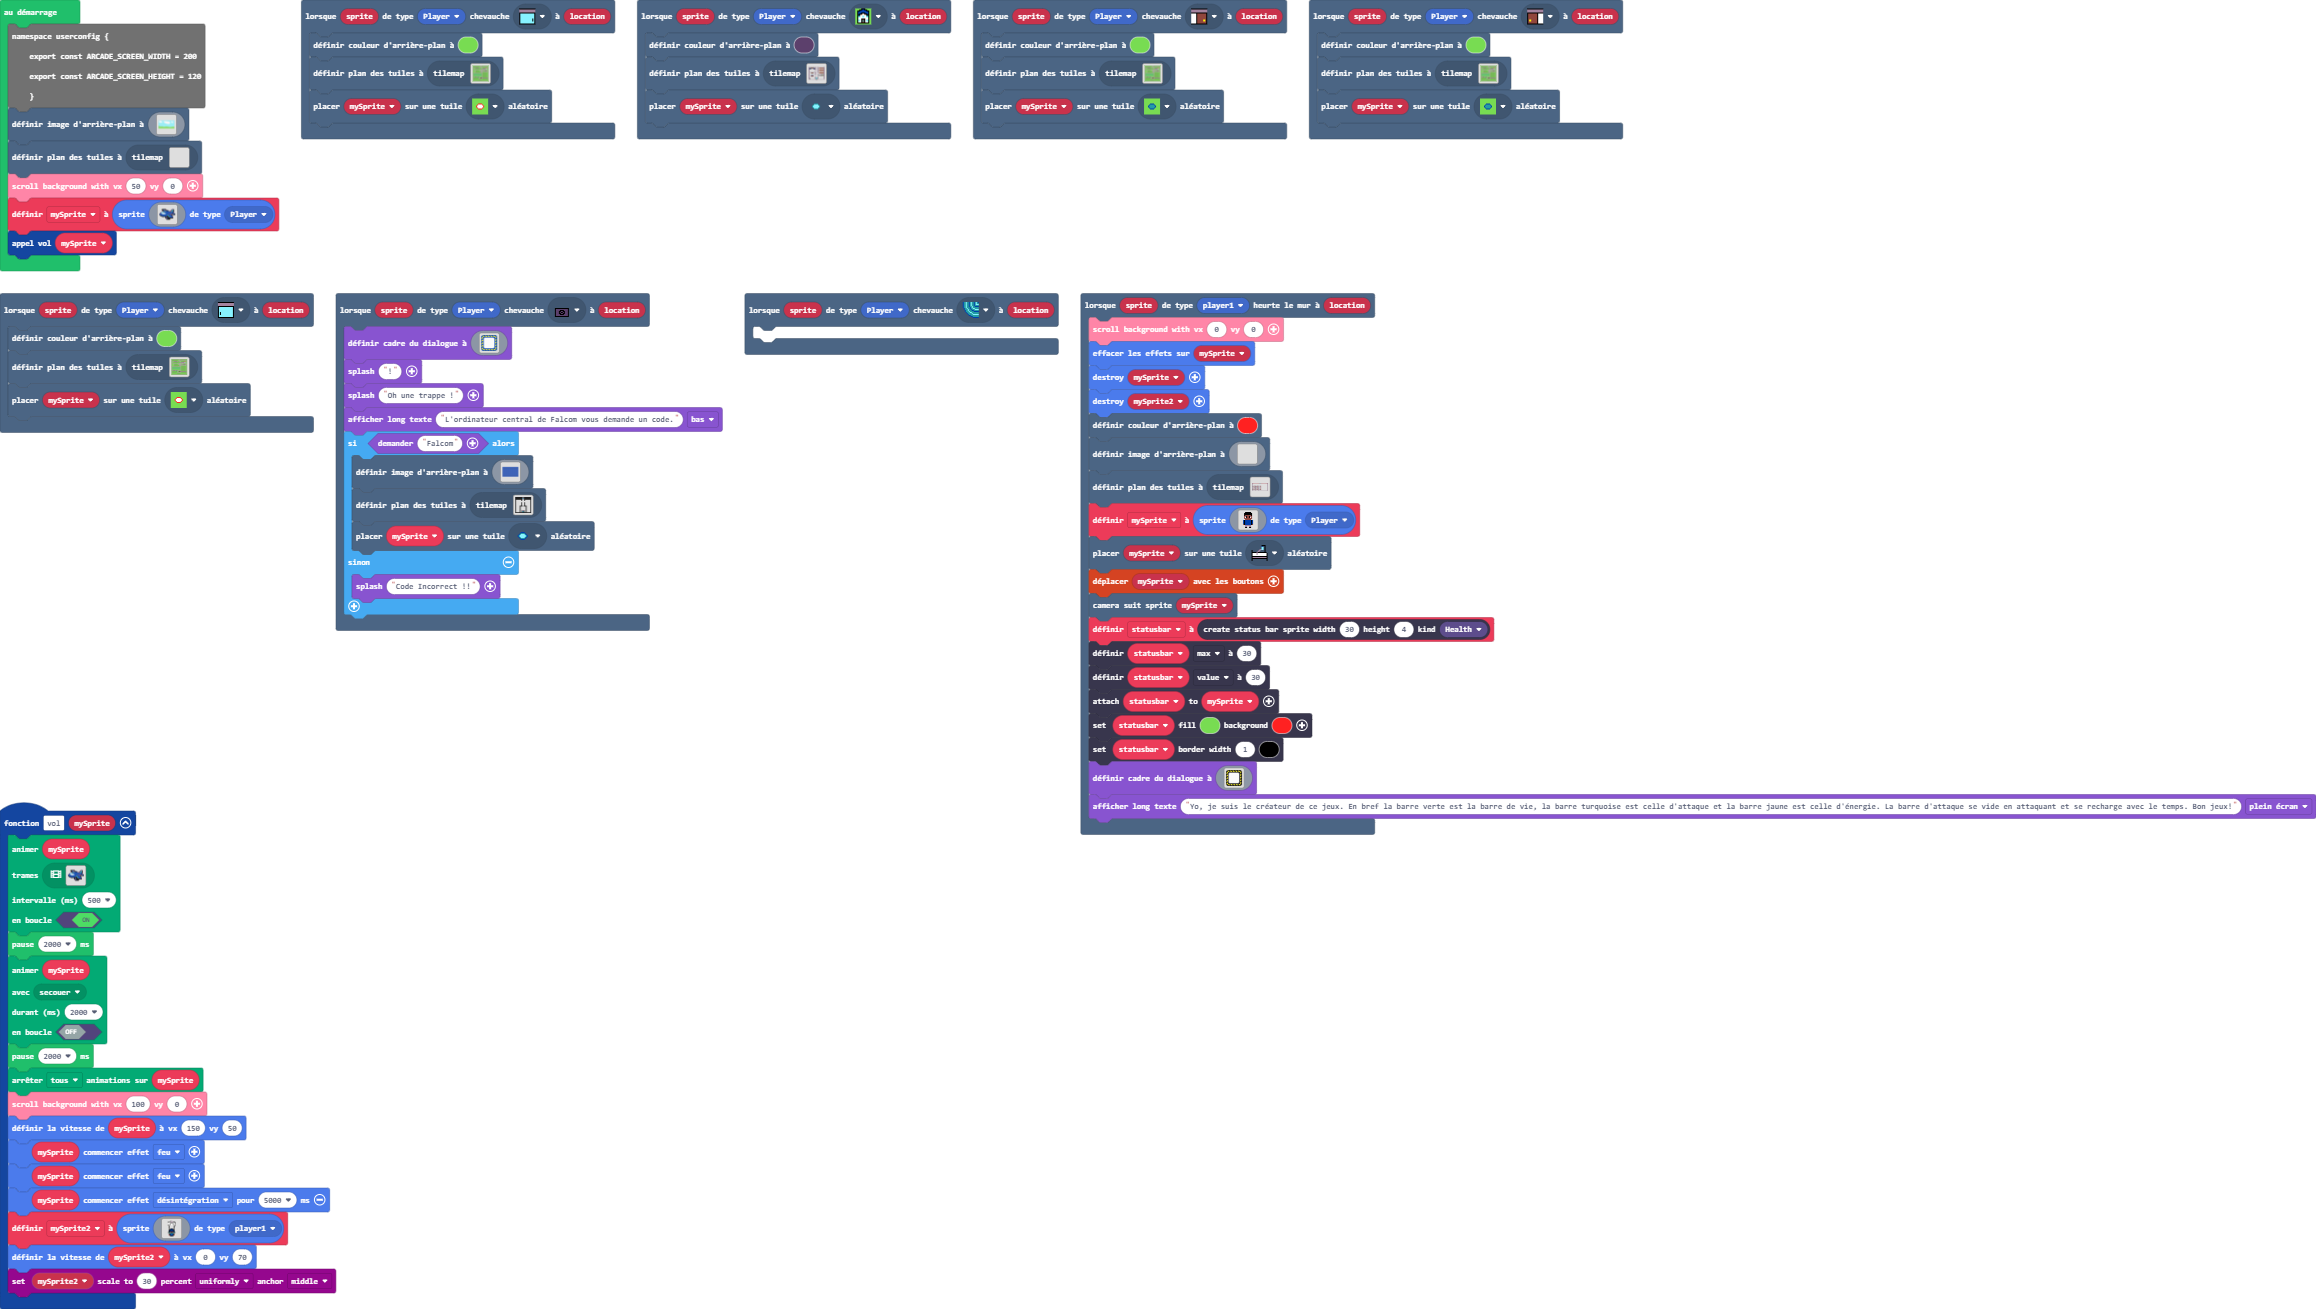 au démarrage
namespace userconfig {
export const ARCADE_SCREEN_WIDTH = 200
export const ARCADE_SCREEN_HEIGHT = 120
}
définir image d'arrière-plan à
définir plan des tuiles à tilemap
scroll background with vx 50 vy 0
définir mySprite à sprite de type Player
appel vol mySprite
lorsque sprite de type Player chevauche à location
définir couleur d'arrière-plan à
définir plan des tuiles à tilemap
placer mySprite sur une tuile aléatoire
lorsque sprite de type Player chevauche à location
définir couleur d'arrière-plan à
définir plan des tuiles à tilemap
placer mySprite sur une tuile aléatoire
lorsque sprite de type Player chevauche à location
définir couleur d'arrière-plan à
définir plan des tuiles à tilemap
placer mySprite sur une tuile aléatoire
lorsque sprite de type Player chevauche à location
définir couleur d'arrière-plan à
définir plan des tuiles à tilemap
placer mySprite sur une tuile aléatoire
lorsque sprite de type Player chevauche à location
définir couleur d'arrière-plan à
définir plan des tuiles à tilemap
placer mySprite sur une tuile aléatoire
lorsque sprite de type Player chevauche à location
définir cadre du dialogue à
splash "!"
splash "Oh une trappe !"
afficher long texte "L'ordinateur central de Falcom vous demande un code." bas
si demander "Falcom" alors
définir image d'arrière-plan à
définir plan des tuiles à tilemap
placer mySprite sur une tuile aléatoire
sinon
splash "Code Incorrect !!"
lorsque sprite de type Player chevauche à location
lorsque sprite de type player1 heurte le mur à location
scroll background with vx 0 vy 0
effacer les effets sur mySprite
destroy mySprite
destroy mySprite2
définir couleur d'arrière-plan à
définir image d'arrière-plan à
définir plan des tuiles à tilemap
définir mySprite à sprite de type Player
placer mySprite sur une tuile aléatoire
déplacer mySprite avec les boutons
camera suit sprite mySprite
définir statusbar à create status bar sprite width 30 height 4 kind Health
définir statusbar max à 30
définir statusbar value à 30
attach statusbar to mySprite
set statusbar fill background
set statusbar border width 1
définir cadre du dialogue à
afficher long texte "Yo, je suis le créateur de ce jeux. En bref la barre verte est la barre de vie, la barre turquoise est celle d'attaque et la barre jaune est celle d'énergie. La barre d'attaque se vide en attaquant et se recharge avec le temps. Bon jeux!" plein écran
fonction vol mySprite
animer mySprite
trames
intervalle (ms) 500
en boucle ON
pause 2000 ms
animer mySprite
avec secouer
durant (ms) 2000
en boucle OFF
pause 2000 ms
arrêter tous animations sur mySprite
scroll background with vx 100 vy 0
définir la vitesse de mySprite à vx 150 vy 50
mySprite commencer effet feu
mySprite commencer effet feu
mySprite commencer effet désintégration pour 5000 ms
définir mySprite2 à sprite de type player1
définir la vitesse de mySprite2 à vx 0 vy 70
set mySprite2 scale to 30 percent uniformly anchor middle